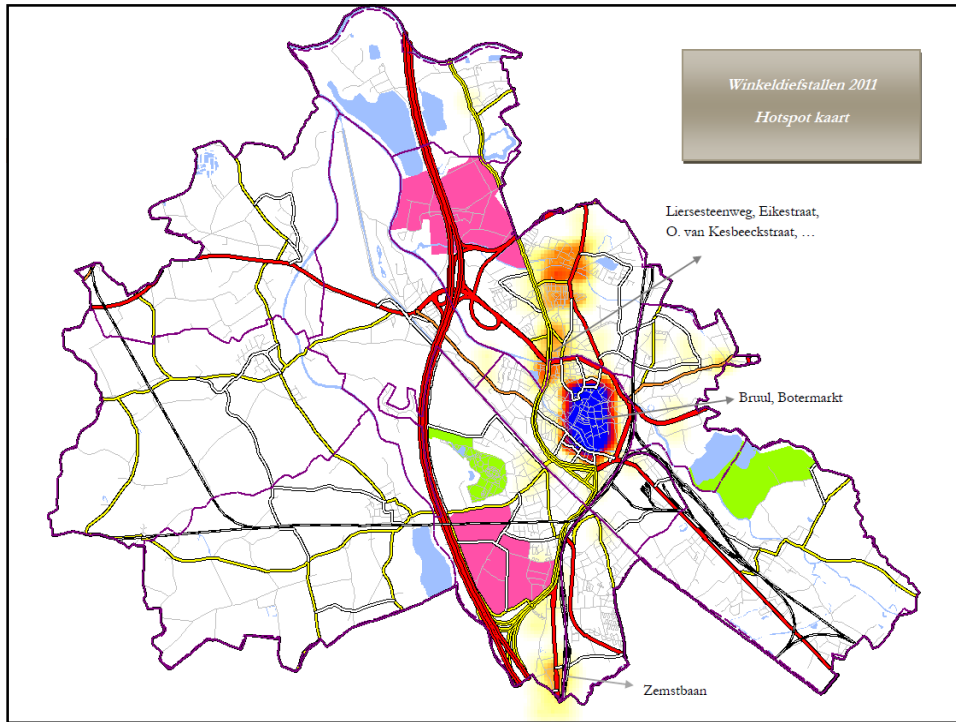 Winkeldiefstallen 2011
Hotspot kaart
Liersesteenweg, Eikestraat,
O. van Kesbeeckstraat, …
Bruul, Botermarkt
Zemstbaan